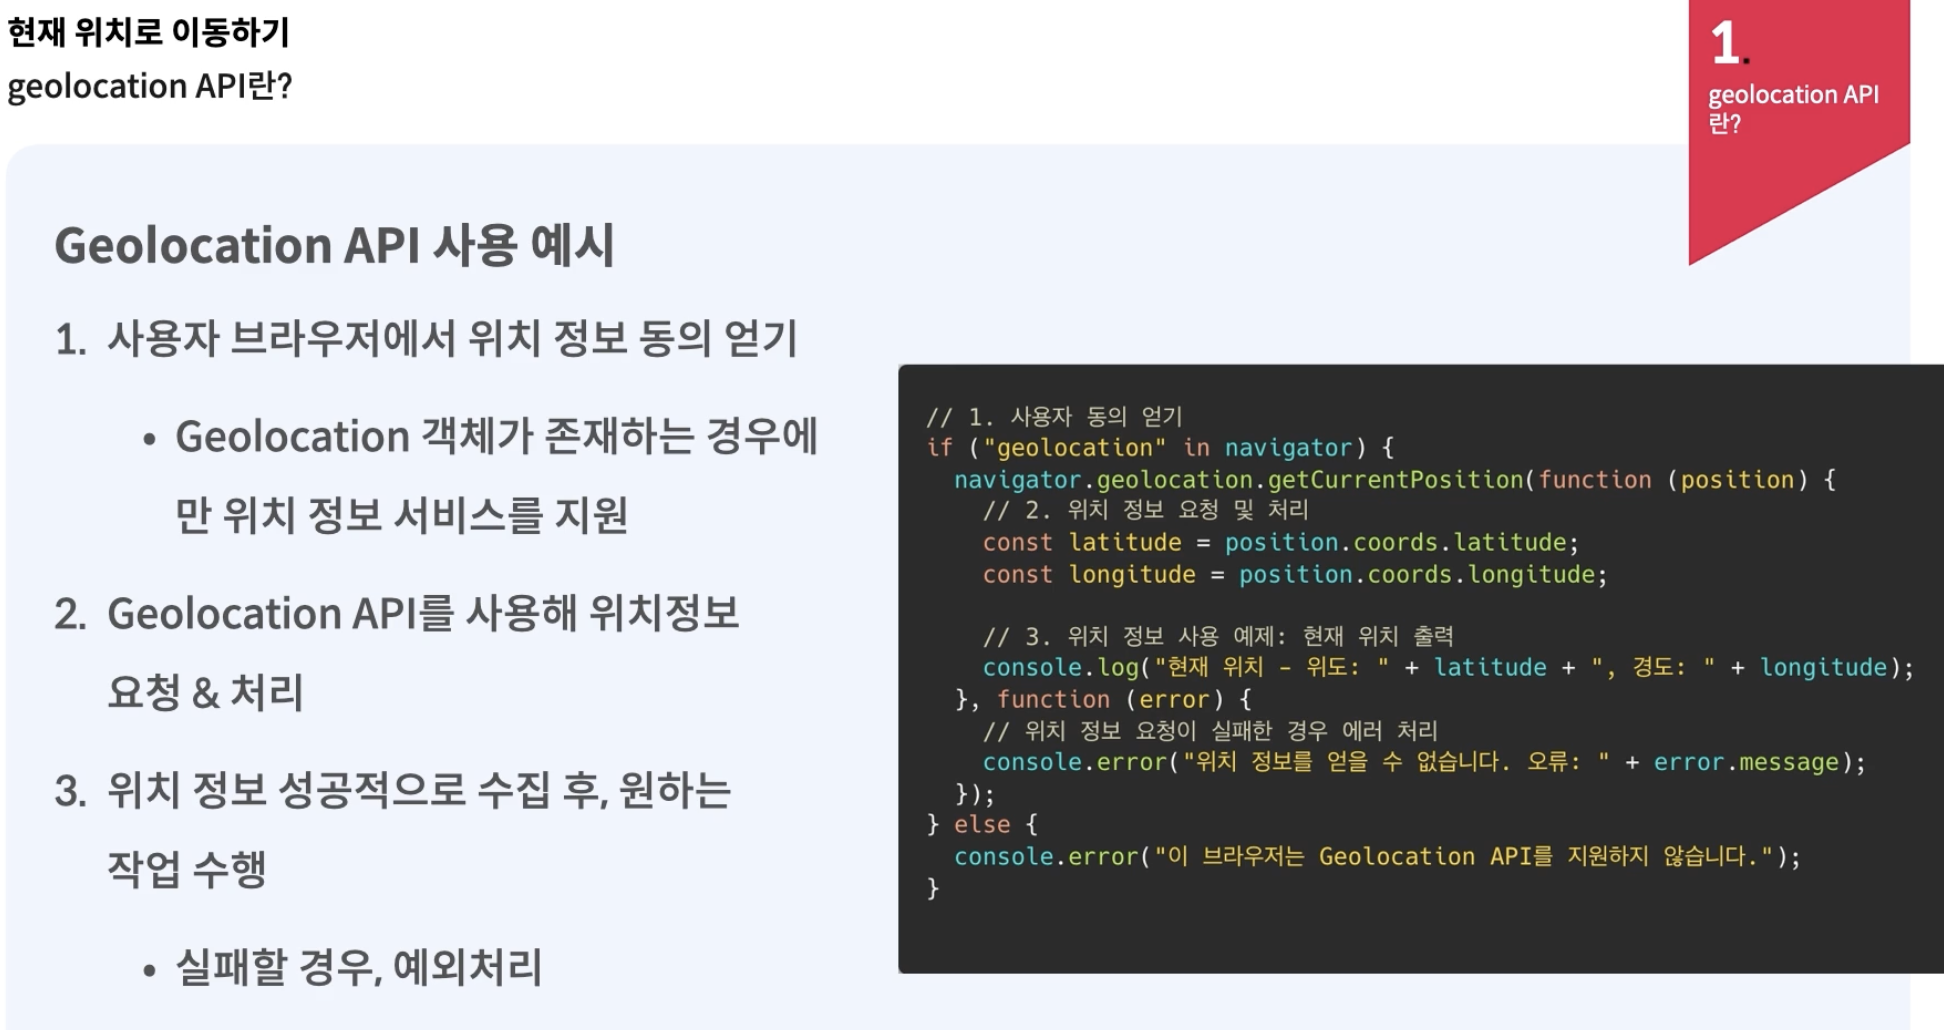 현재 위치로 이동하기
geolocation API란?
1.
geolocation API
란?
Geolocation API 사용 예시
1. 사용자 브라우저에서 위치 정보 동의 얻기
• Geolocation 객체가 존재하는 경우에
만 위치 정보 서비스를 지원
2. Geolocation API를 사용해 위치정보
요청 & 처리
3. 위치 정보 성공적으로 수집 후, 원하는
작업 수행
• 실패할 경우, 예외처리
// 1. 사용자 동의 얻기
if ("geolocation" in navigator) {
  navigator.geolocation.getCurrentPosition(function (position) {
    // 2. 위치 정보 요청 및 처리
    const latitude = position.coords.latitude;
    const longitude = position.coords.longitude;

    // 3. 위치 정보 사용 예제: 현재 위치 출력
    console.log("현재 위치 - 위도: " + latitude + ", 경도: " + longitude);
  }, function (error) {
    // 위치 정보 요청이 실패한 경우 에러 처리
    console.error("위치 정보를 얻을 수 없습니다. 오류: " + error.message);
  });
} else {
  console.error("이 브라우저는 Geolocation API를 지원하지 않습니다.");
}